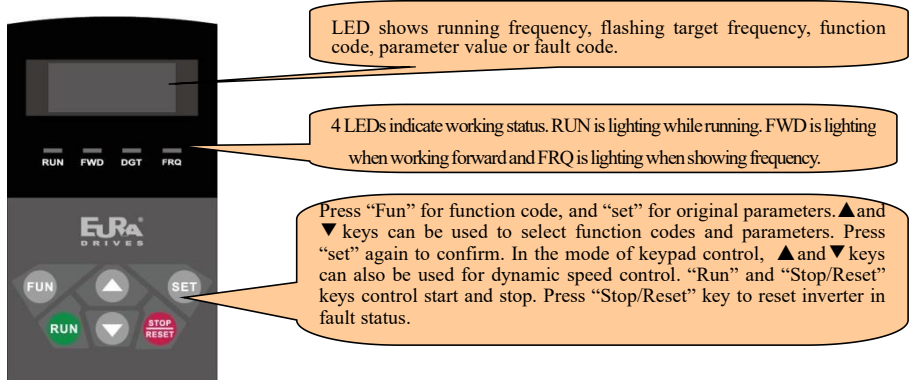 LED shows running frequency, flashing target frequency, function
code, parameter value or fault code.
4 LEDs indicate working status. RUN is lighting while running. FWD is lighting
when working forward and FRQ is lighting when showing frequency.
RUN FWD DGT FRQ
EURA
DRIVES
Press “Fun” for function code, and “set” for original parameters.▲and
▼ keys can be used to select function codes and parameters. Press
“set” again to confirm. In the mode of keypad control, ▲and▼keys
can also be used for dynamic speed control. “Run” and “Stop/Reset”
keys control start and stop. Press “Stop/Reset” key to reset inverter in
fault status.
FUN SET
RUN STOP
RESET